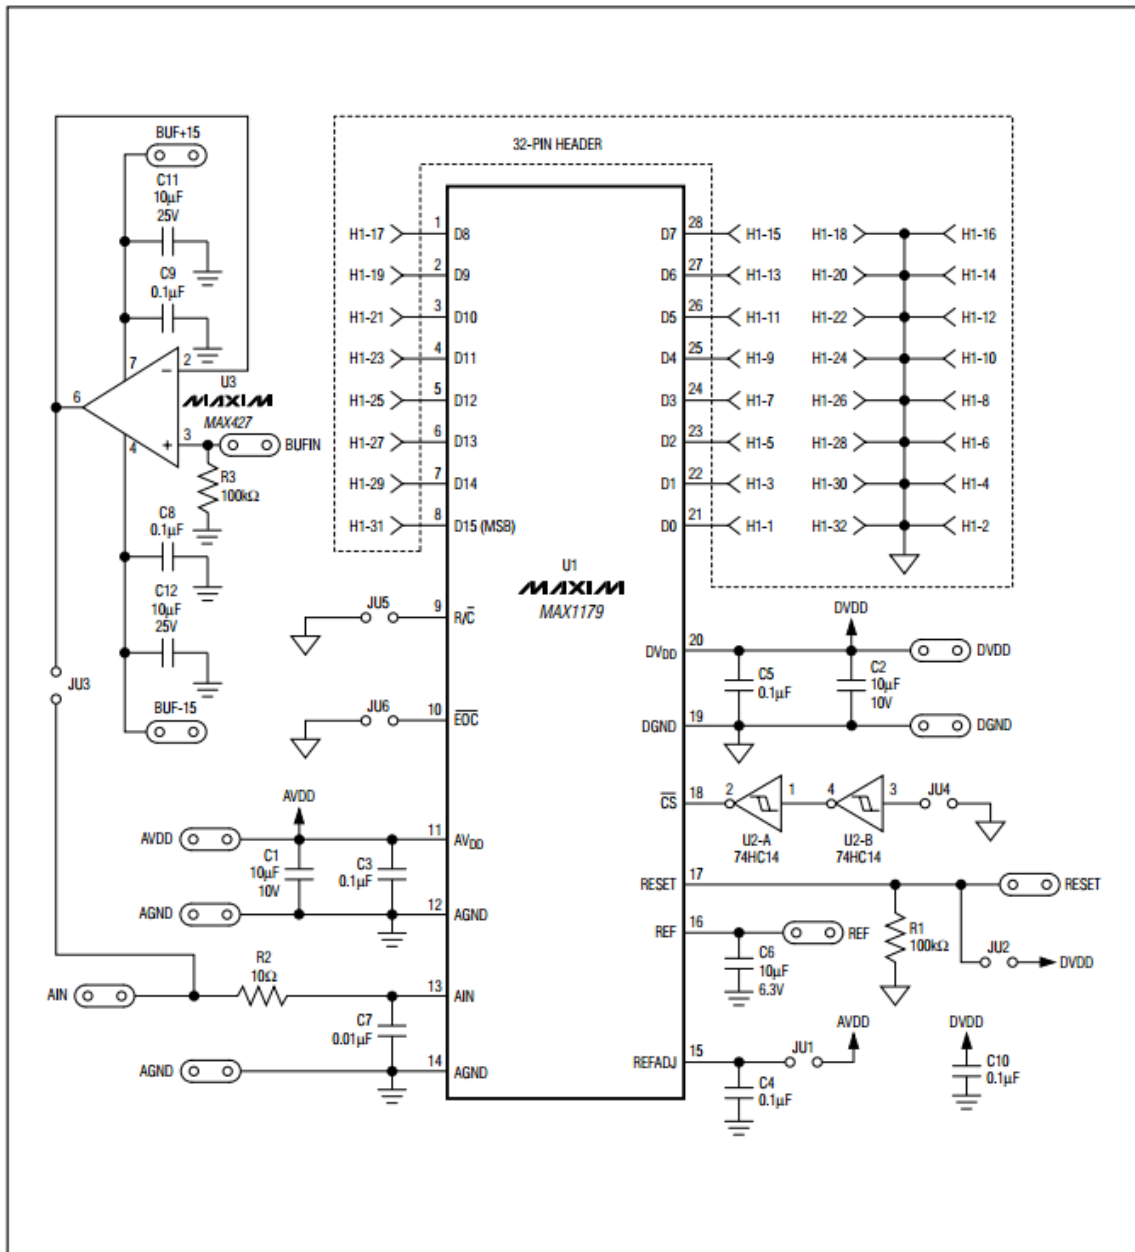 32-PIN HEADER
BUF+15
C11
10µF
25V
C9
0.1µF
7
2
6
U3
MAXIM
MAX427
4
3
BUFIN
R3
100kΩ
C8
0.1µF
C12
10µF
25V
JU3
BUF-15
H1-17
1
D8
H1-19
2
D9
H1-21
3
D10
H1-23
4
D11
H1-25
5
D12
H1-27
6
D13
H1-29
7
D14
H1-31
8
D15 (MSB)
D7
28
H1-15
H1-18
H1-16
D6
27
H1-13
H1-20
H1-14
D5
26
H1-11
H1-22
H1-12
D4
25
H1-9
H1-24
H1-10
D3
24
H1-7
H1-26
H1-8
D2
23
H1-5
H1-28
H1-6
D1
22
H1-3
H1-30
H1-4
D0
21
H1-1
H1-32
H1-2
U1
MAXIM
MAX1179
JU5
9
R/C̅
JU6
10
E̅O̅C̅
AVDD
AVDD
11
AVDD
C1
10µF
10V
C3
0.1µF
AGND
12
AGND
R2
10Ω
AIN
13
AIN
C7
0.01µF
AGND
14
AGND
DVDD
DVDD
20
DVDD
C5
0.1µF
C2
10µF
10V
DGND
19
DGND
C̅S̅
18
2
1
4
3
JU4
U2-A
74HC14
U2-B
74HC14
RESET
17
RESET
REF
16
REF
R1
100kΩ
JU2
DVDD
C6
10µF
6.3V
REFADJ
15
JU1
AVDD
C4
0.1µF
DVDD
C10
0.1µF